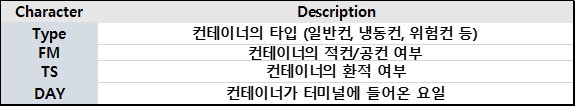 Character Description
Type 컨테이너의 타입 (일반컨, 냉동컨, 위험컨 등)
FM 컨테이너의 적컨/공컨 여부
TS 컨테이너의 환적 여부
DAY 컨테이너가 터미널에 들어온 요일